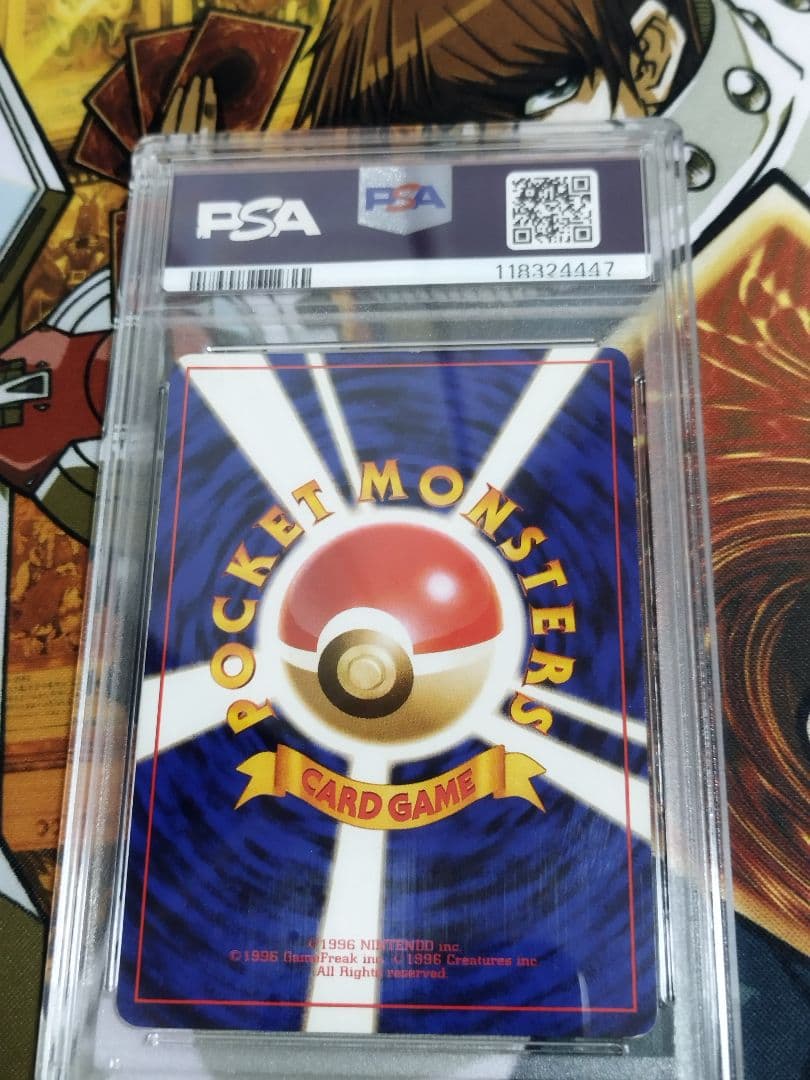 PSA
PSA
118324447
POCKET MONSTERS
CARD GAME
©1996 NINTENDO inc.
©1996 GameFreak inc. ©1996 Creatures inc.
All Rights reserved.